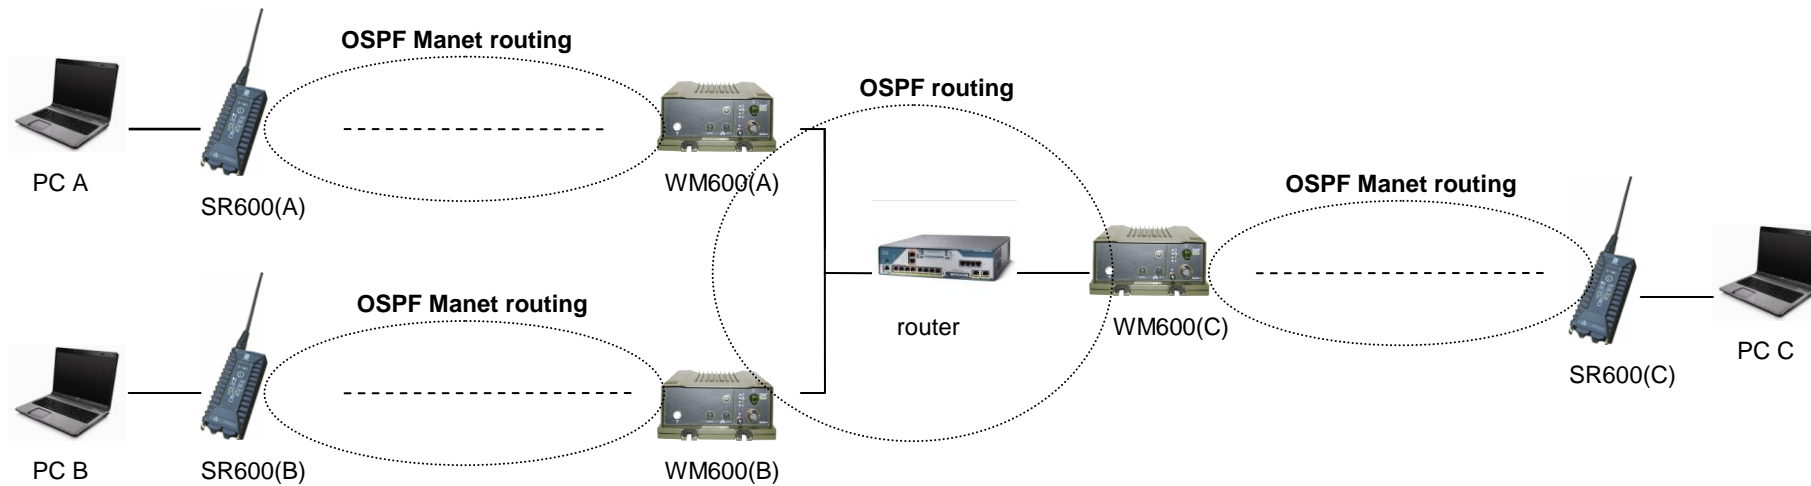 OSPF Manet routing
PC A
SR600(A)
WM600(A)
OSPF routing
OSPF Manet routing
PC B
SR600(B)
WM600(B)
router
WM600(C)
OSPF Manet routing
SR600(C)
PC C